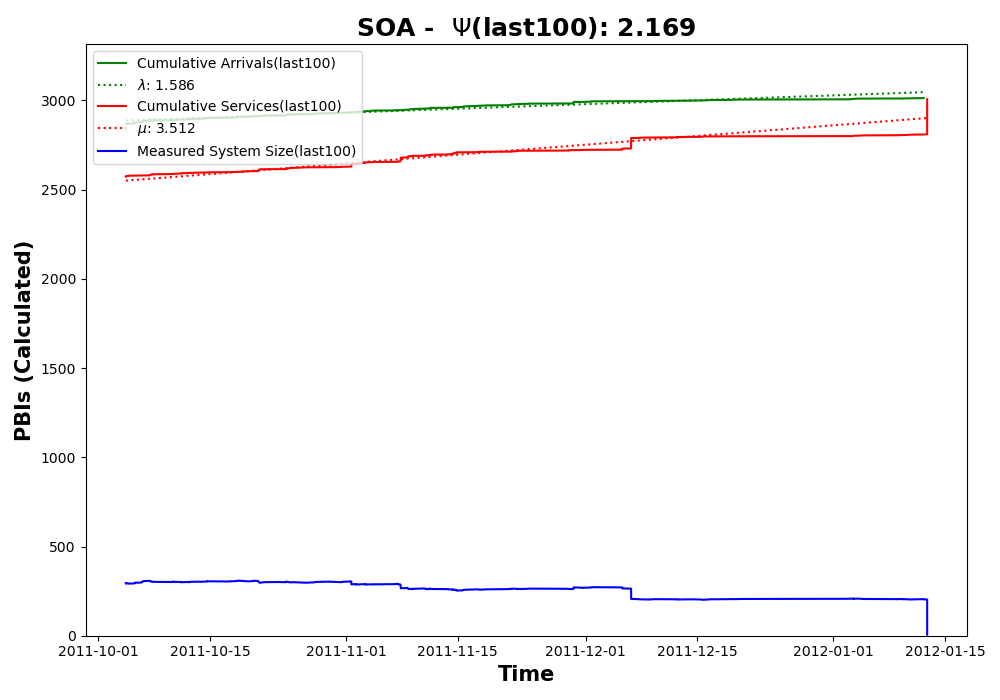 SOA - Ψ(last100): 2.169
Cumulative Arrivals(last100)
λ: 1.586
Cumulative Services(last100)
μ: 3.512
Measured System Size(last100)
PBIs (Calculated)
3000
2500
2000
1500
1000
500
0
2011-10-01 2011-10-15 2011-11-01 2011-11-15 2011-12-01 2011-12-15 2012-01-01 2012-01-15
Time